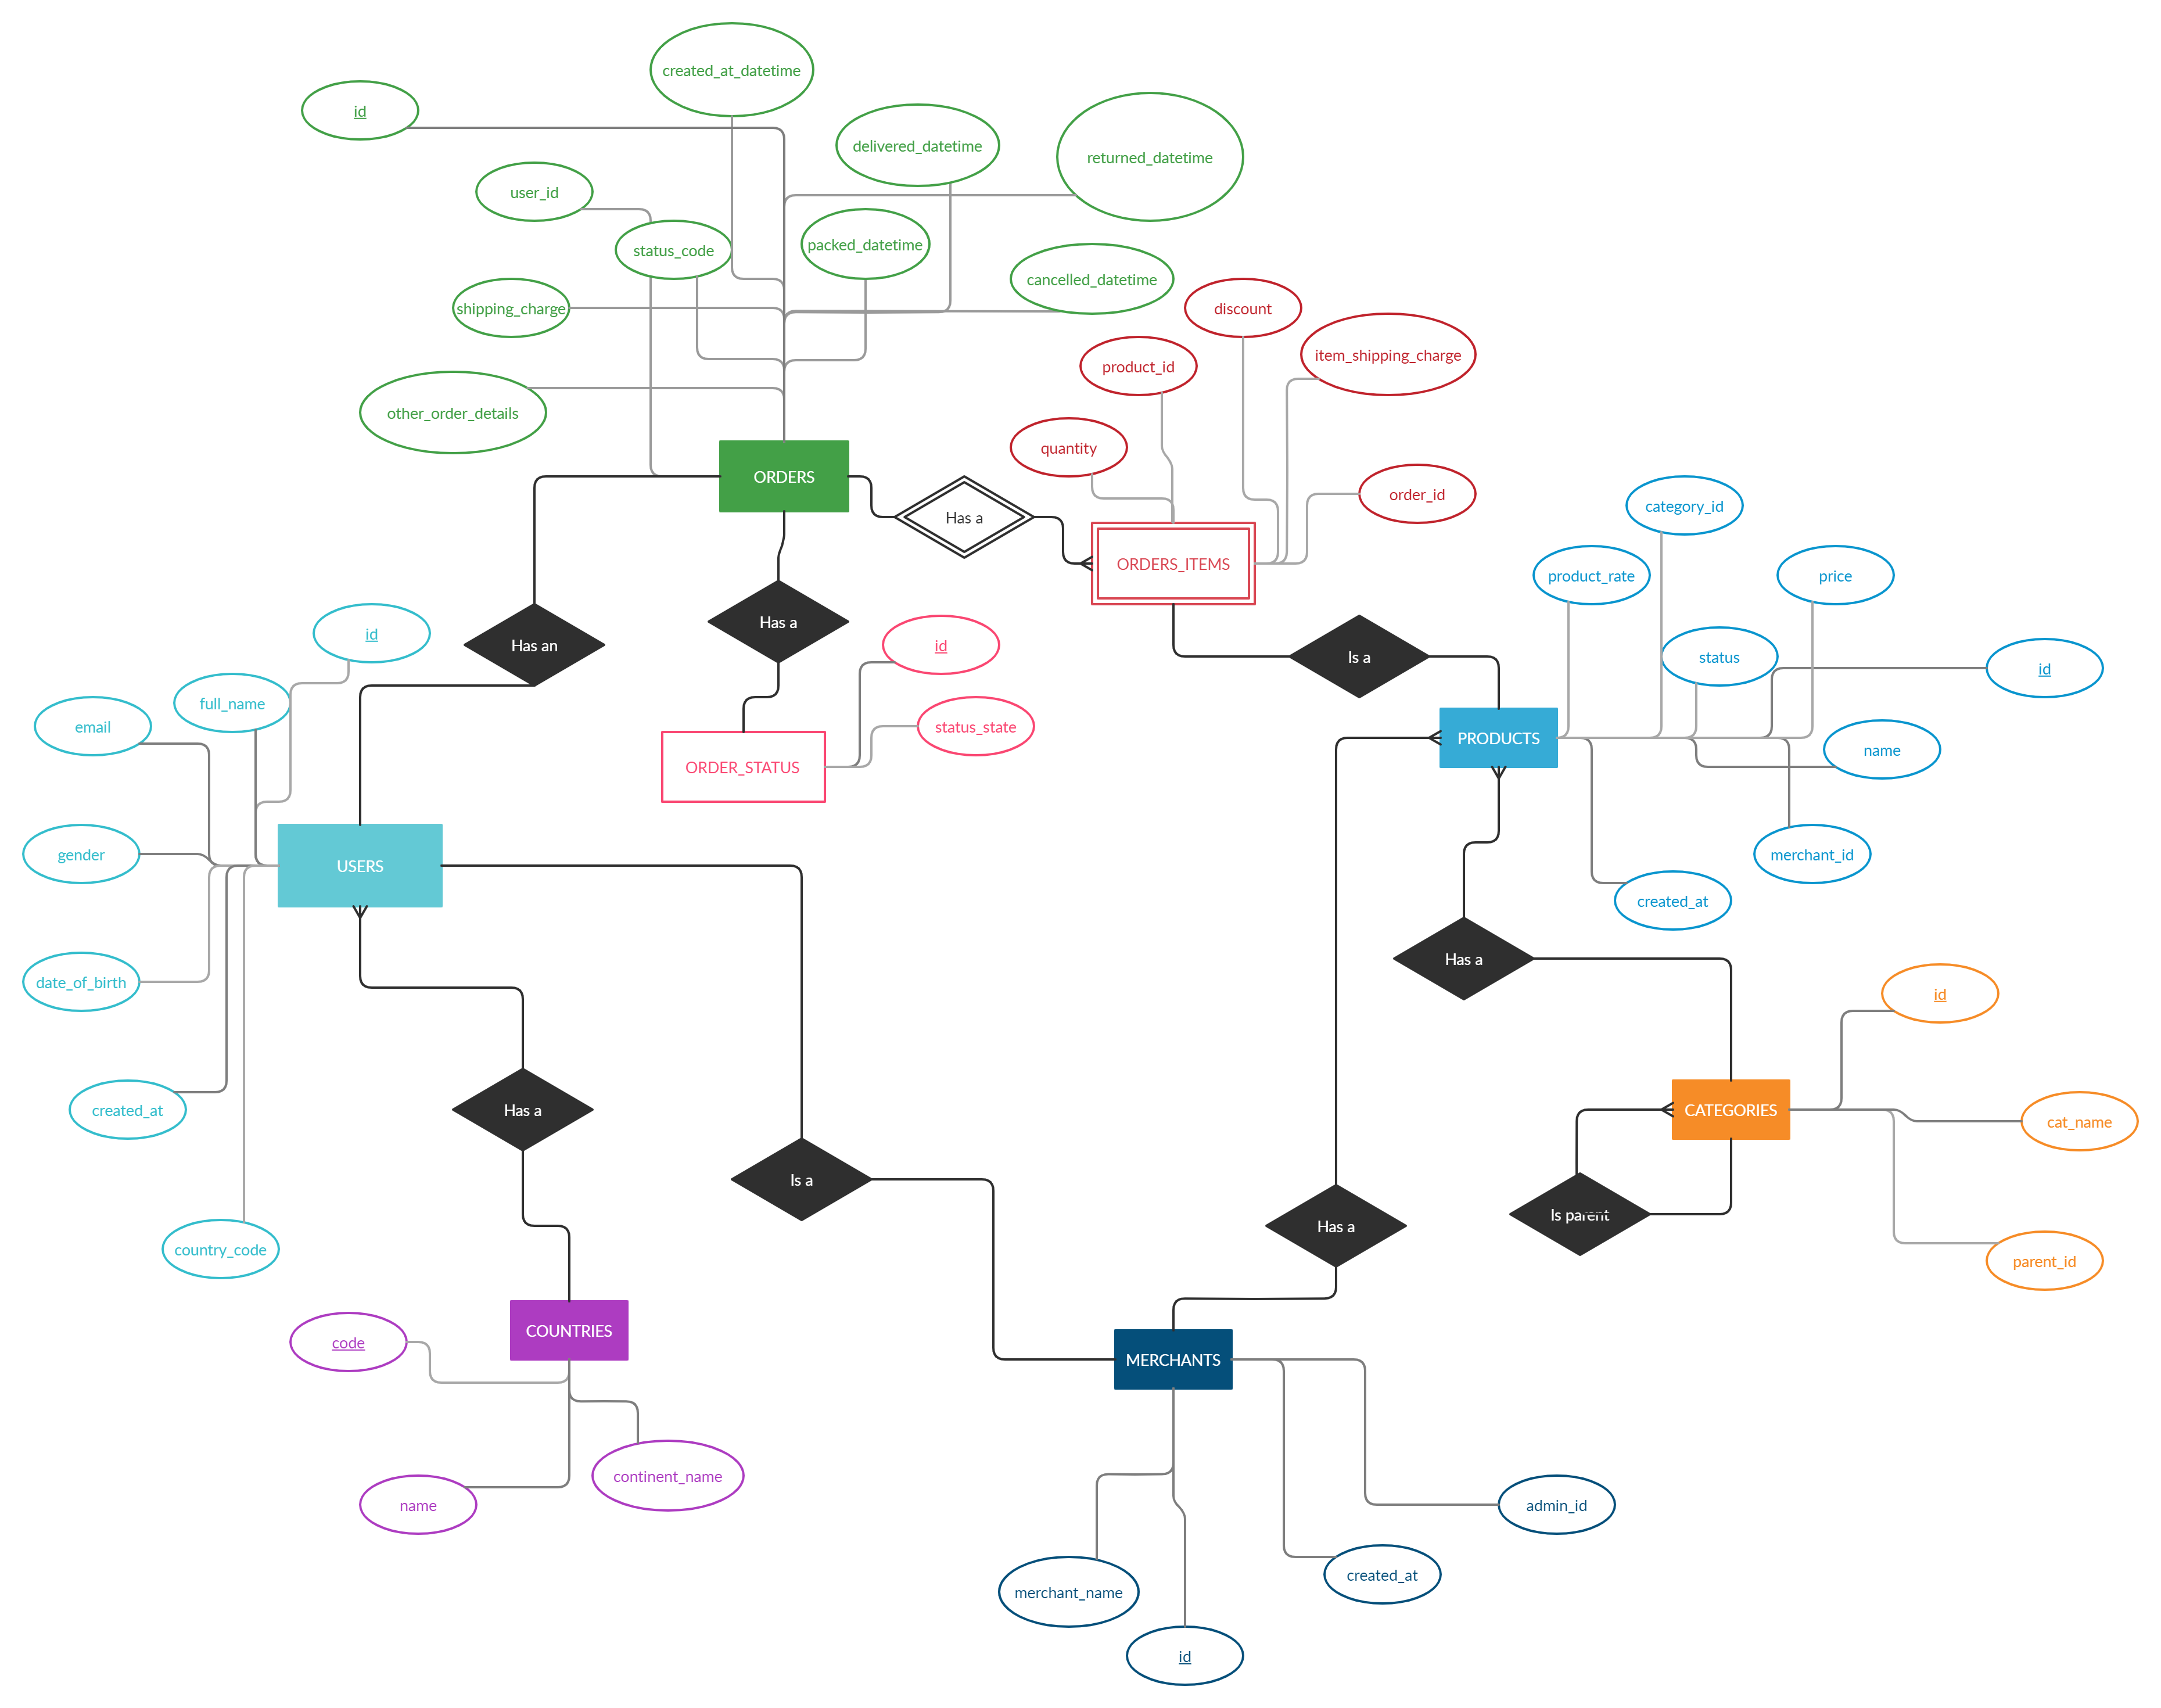 created_at_datetime
id
delivered_datetime
returned_datetime
user_id
status_code
packed_datetime
cancelled_datetime
shipping_charge
discount
item_shipping_charge
product_id
other_order_details
quantity
ORDERS
order_id
category_id
Has a
ORDERS_ITEMS
product_rate
price
Has a
id
Has an
id
Is a
status
id
full_name
email
status_state
PRODUCTS
name
ORDER_STATUS
gender
merchant_id
USERS
created_at
Has a
date_of_birth
id
created_at
Has a
CATEGORIES
cat_name
Is a
Is parent
Has a
country_code
parent_id
COUNTRIES
code
MERCHANTS
continent_name
name
admin_id
created_at
merchant_name
id